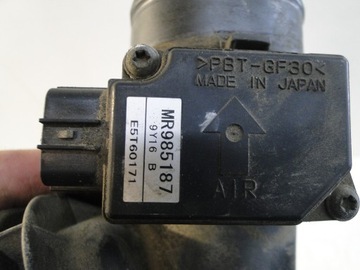 >PBT-GF30<
MADE IN JAPAN
MR985187
9Y16 B
E5T60171
AIR